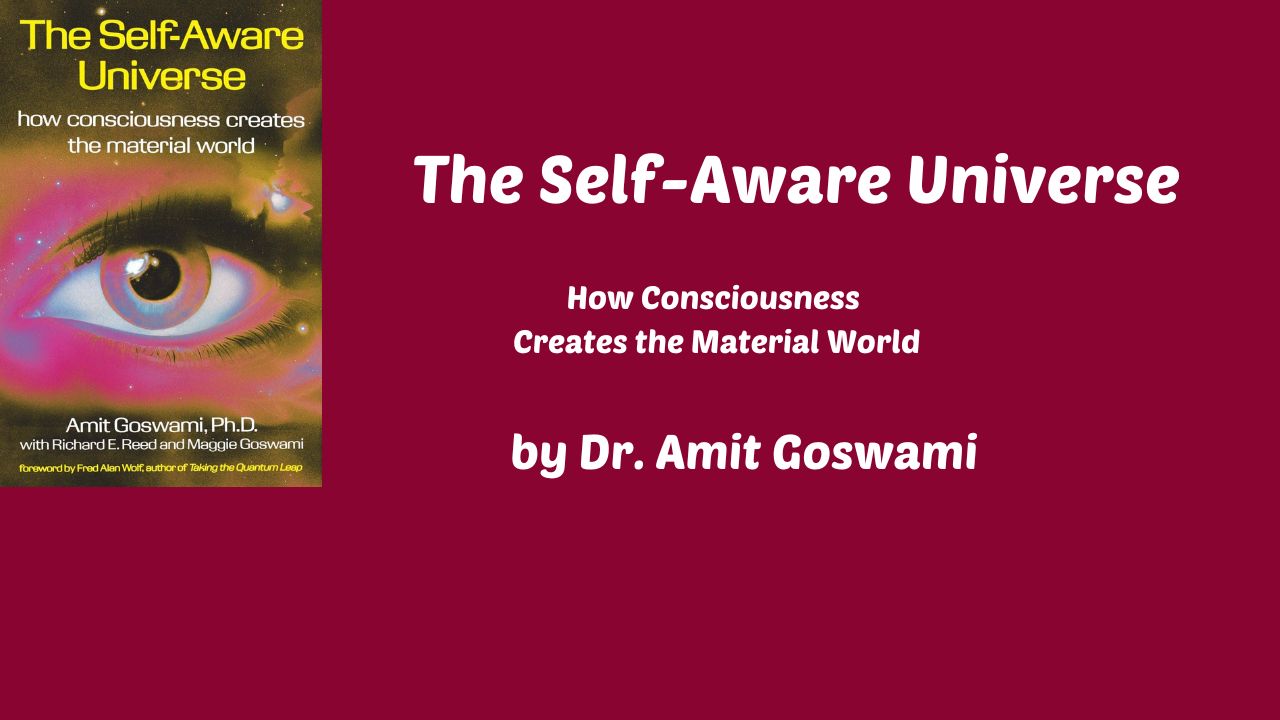 The Self-Aware
Universe
how consciousness creates
the material world
Amit Goswami, Ph.D.
with Richard E. Reed and Maggie Goswami
foreword by Fred Alan Wolf, author of Taking the Quantum Leap
The Self-Aware Universe
How Consciousness
Creates the Material World
by Dr. Amit Goswami